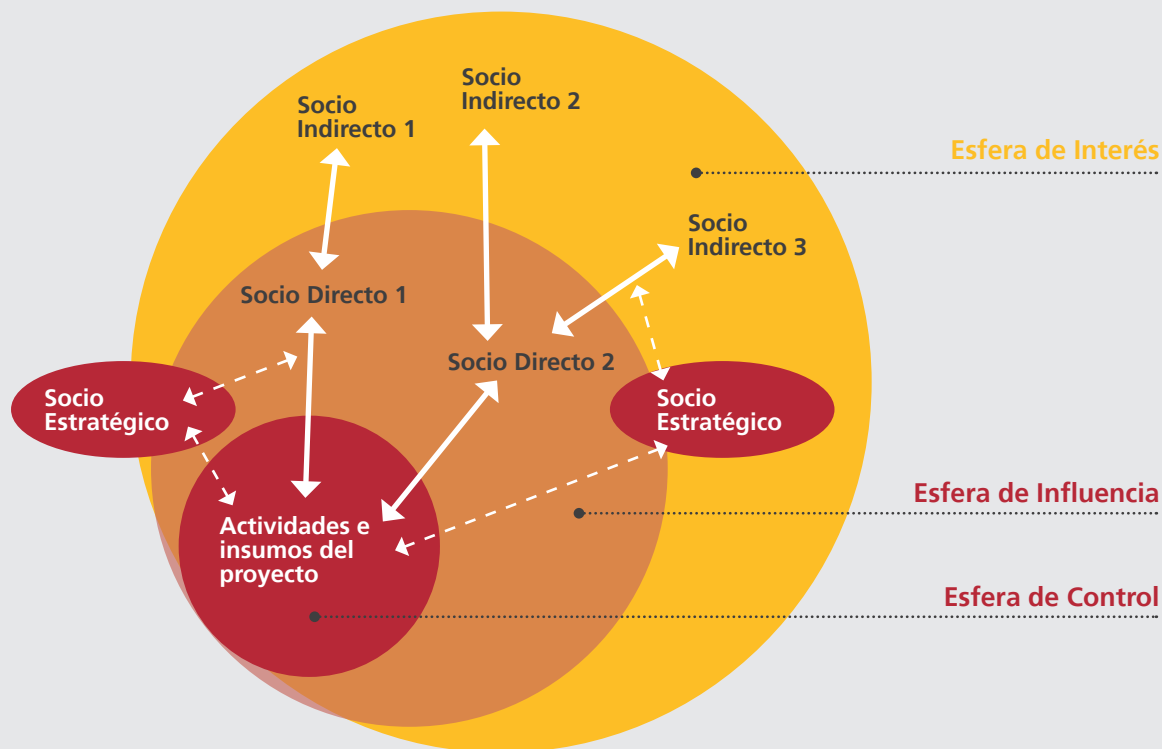 Socio
Indirecto 1
Socio
Indirecto 2
Esfera de Interés
Socio
Indirecto 3
Socio Directo 1
Socio Directo 2
Socio
Estratégico
Socio
Estratégico
Esfera de Influencia
Actividades e
insumos del
proyecto
Esfera de Control